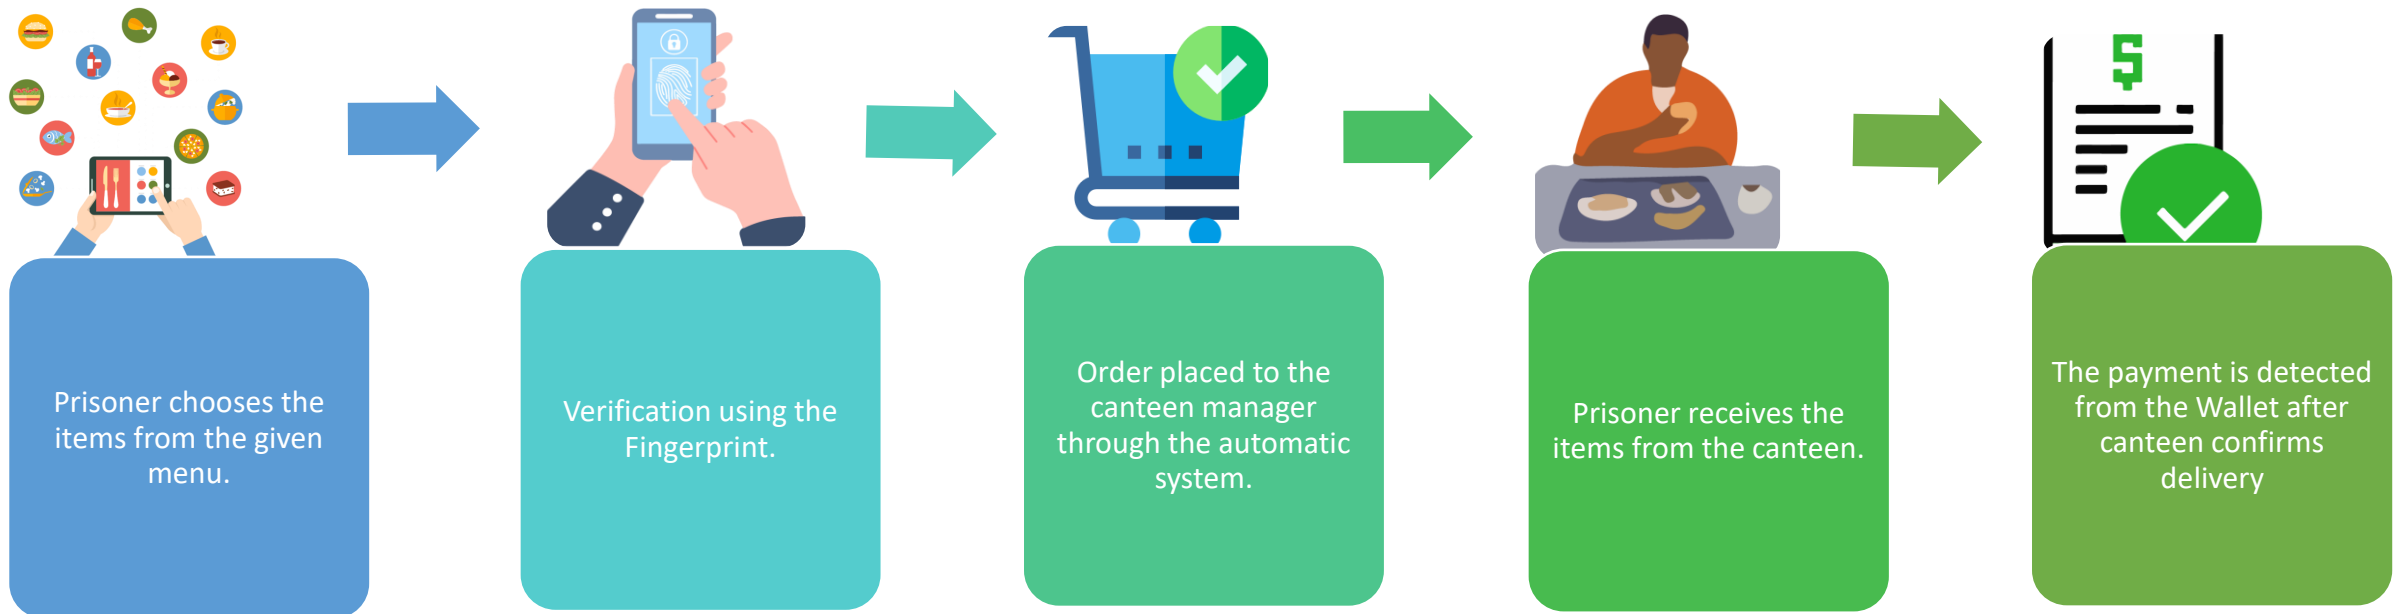 Prisoner chooses the
items from the given
menu.
Verification using the
Fingerprint.
Order placed to the
canteen manager
through the automatic
system.
Prisoner receives the
items from the canteen.
The payment is detected
from the Wallet after
canteen confirms
delivery
$